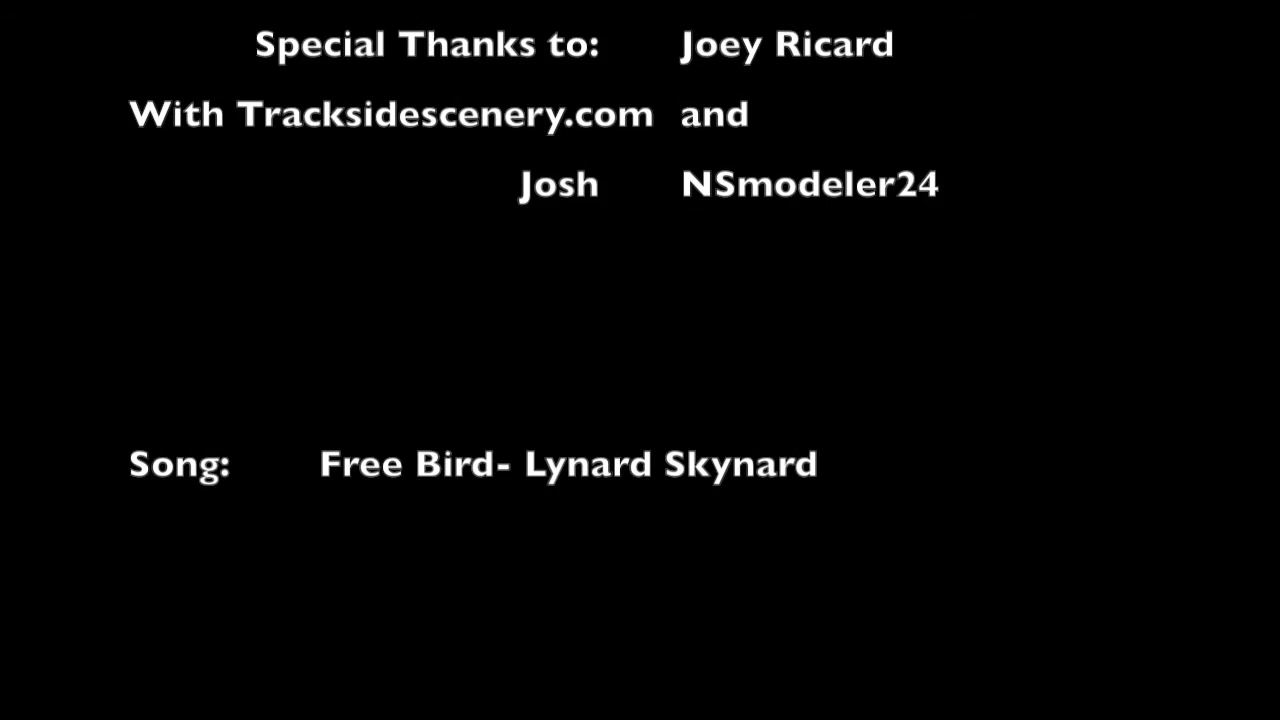 Special Thanks to: Joey Ricard
With Tracksidescenery.com and
Josh NSmodeler24
Song: Free Bird- Lynard Skynard